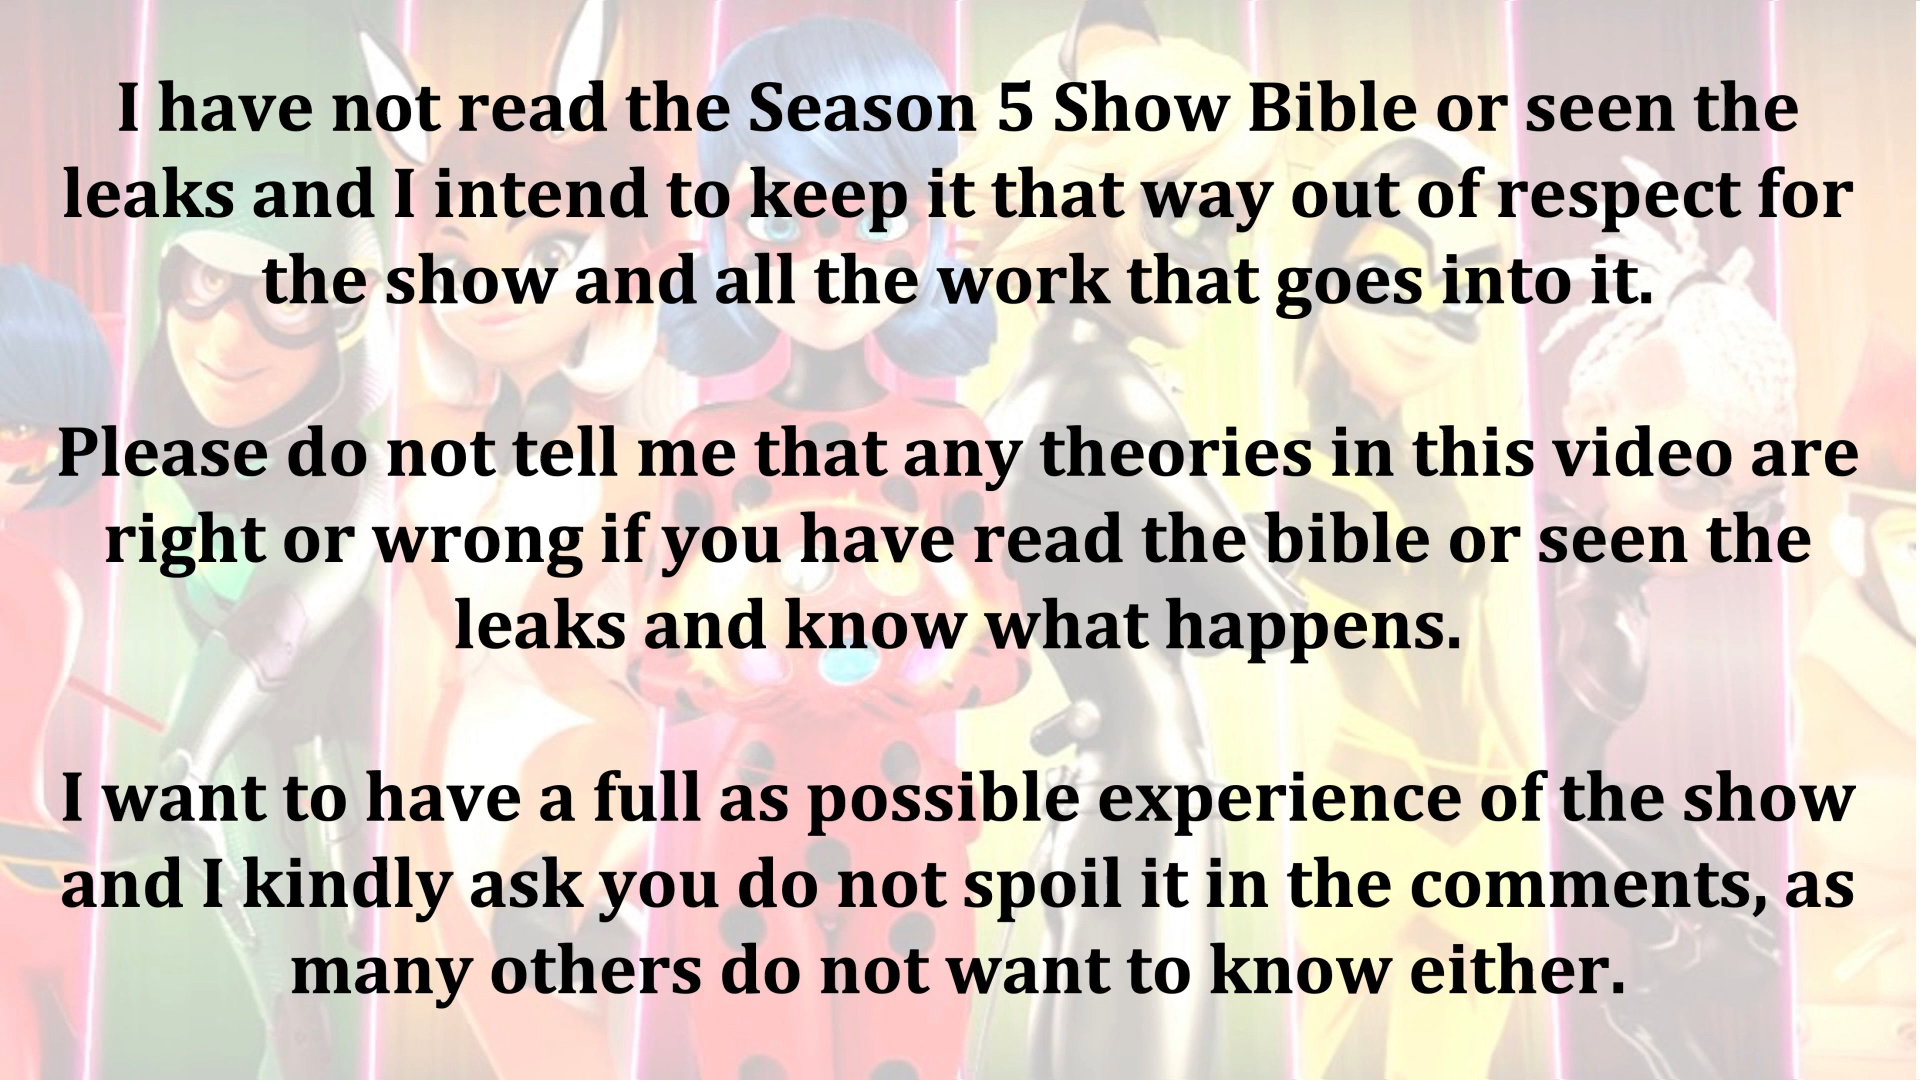 I have not read the Season 5 Show Bible or seen the
leaks and I intend to keep it that way out of respect for
the show and all the work that goes into it.
Please do not tell me that any theories in this video are
right or wrong if you have read the bible or seen the
leaks and know what happens.
I want to have a full as possible experience of the show
and I kindly ask you do not spoil it in the comments, as
many others do not want to know either.